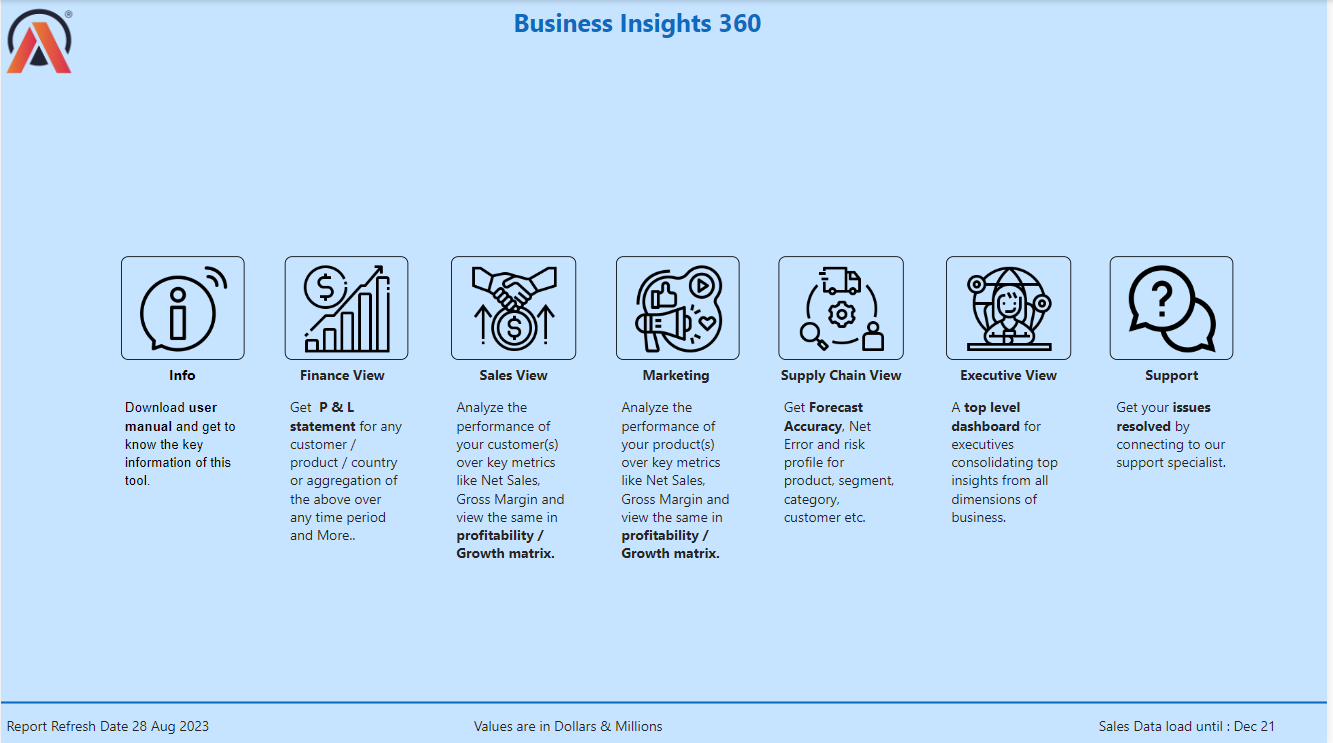 ®
Business Insights 360
Info
Download user
manual and get to
know the key
information of this
tool.
Finance View
Get P & L
statement for any
customer /
product / country
or aggregation of
the above over
any time period
and More..
Sales View
Analyze the
performance of
your customer(s)
over key metrics
like Net Sales,
Gross Margin and
view the same in
profitability /
Growth matrix.
Marketing
Analyze the
performance of
your product(s)
over key metrics
like Net Sales,
Gross Margin and
view the same in
profitability /
Growth matrix.
Supply Chain View
Get Forecast
Accuracy, Net
Error and risk
profile for
product, segment,
category,
customer etc.
Executive View
A top level
dashboard for
executives
consolidating top
insights from all
dimensions of
business.
Support
Get your issues
resolved by
connecting to our
support specialist.
Report Refresh Date 28 Aug 2023
Values are in Dollars & Millions
Sales Data load until : Dec 21